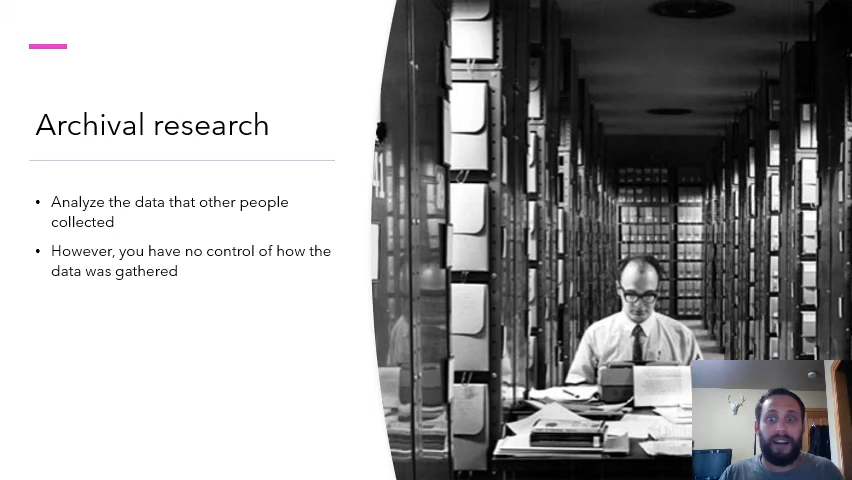 Archival research
• Analyze the data that other people
collected
• However, you have no control of how the
data was gathered
41